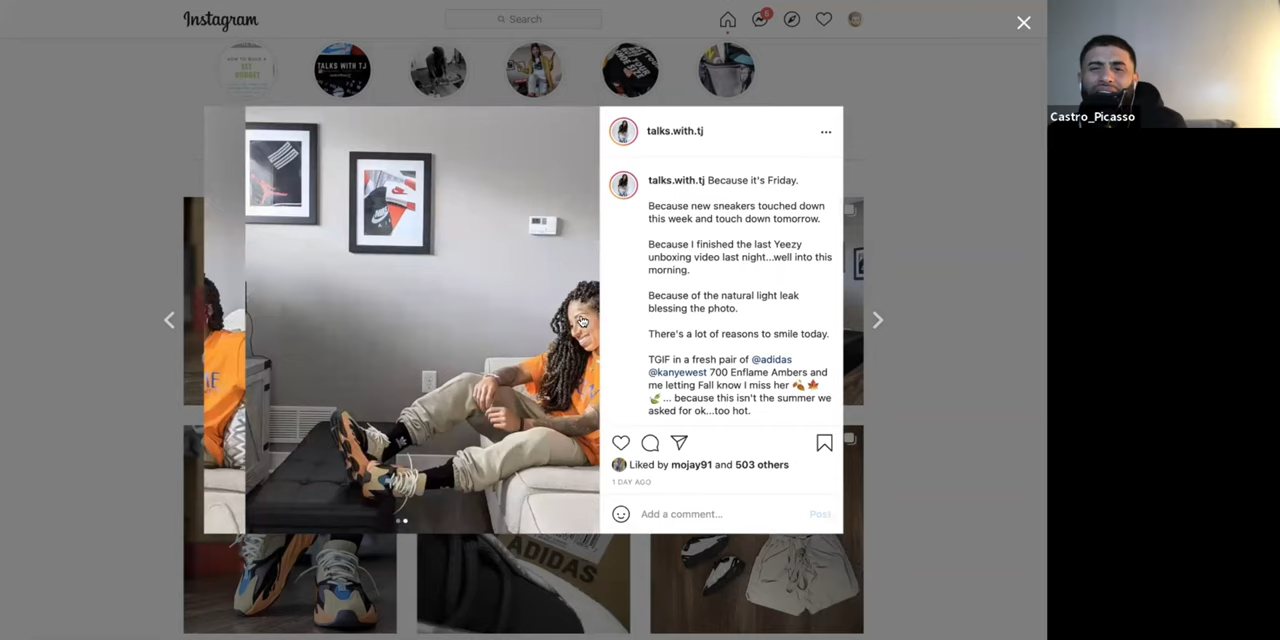 Instagram
Search
6
HOW TO BUILD A
TALKS WITH TJ
talks.with.tj
talks.with.tj Because it's Friday.
Because new sneakers touched down
this week and touch down tomorrow.
Because I finished the last Yeezy
unboxing video last night...well into this
morning.
Because of the natural light leak
blessing the photo.
There's a lot of reasons to smile today.
TGIF in a fresh pair of @adidas
@kanyewest 700 Enflame Ambers and
me letting Fall know I miss her 🍂 🍁
🌿 ... because this isn't the summer we
asked for ok...too hot.
Liked by mojay91 and 503 others
1 DAY AGO
Add a comment...
Post
ADIDAS
Castro_Picasso